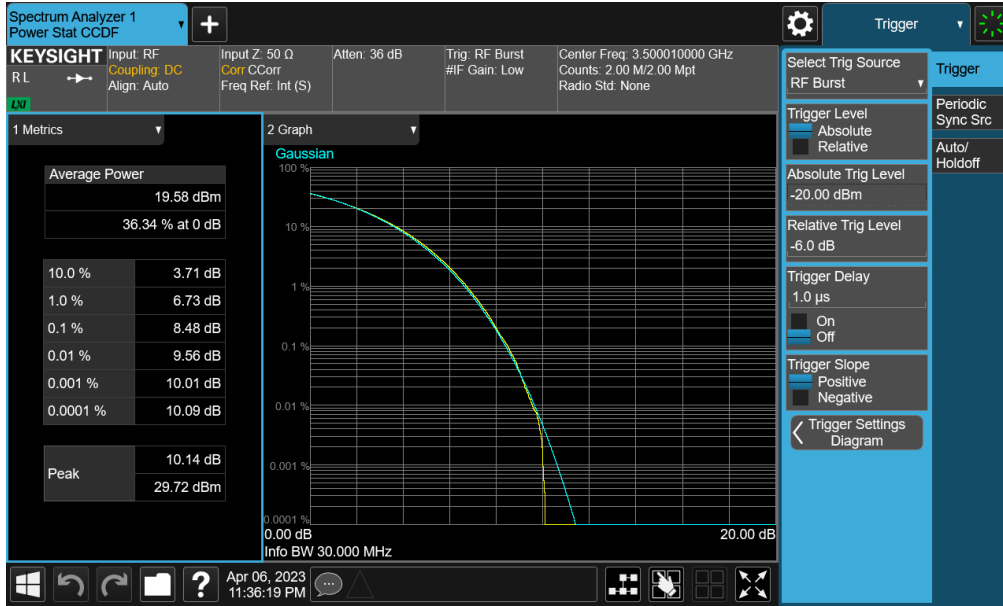 Spectrum Analyzer 1
Power Stat CCDF
Trigger
KEYSIGHT
R L
LXI
Input: RF
Coupling: DC
Align: Auto
Input Z: 50 Ω
Corr CCorr
Freq Ref: Int (S)
Atten: 36 dB
Trig: RF Burst
#IF Gain: Low
Center Freq: 3.500010000 GHz
Counts: 2.00 M/2.00 Mpt
Radio Std: None
1 Metrics
Average Power
19.58 dBm
36.34 % at 0 dB
10.0 % 3.71 dB
1.0 % 6.73 dB
0.1 % 8.48 dB
0.01 % 9.56 dB
0.001 % 10.01 dB
0.0001 % 10.09 dB
Peak
10.14 dB
29.72 dBm
2 Graph
Gaussian
100 %
10 %
1 %
0.1 %
0.01 %
0.001 %
0.0001 %
0.00 dB 20.00 dB
Info BW 30.000 MHz
Select Trig Source
RF Burst
Trigger Level
Absolute
Relative
Absolute Trig Level
-20.00 dBm
Relative Trig Level
-6.0 dB
Trigger Delay
1.0 µs
On
Off
Trigger Slope
Positive
Negative
Trigger Settings
Diagram
Trigger
Periodic
Sync Src
Auto/
Holdoff
?
Apr 06, 2023
11:36:19 PM